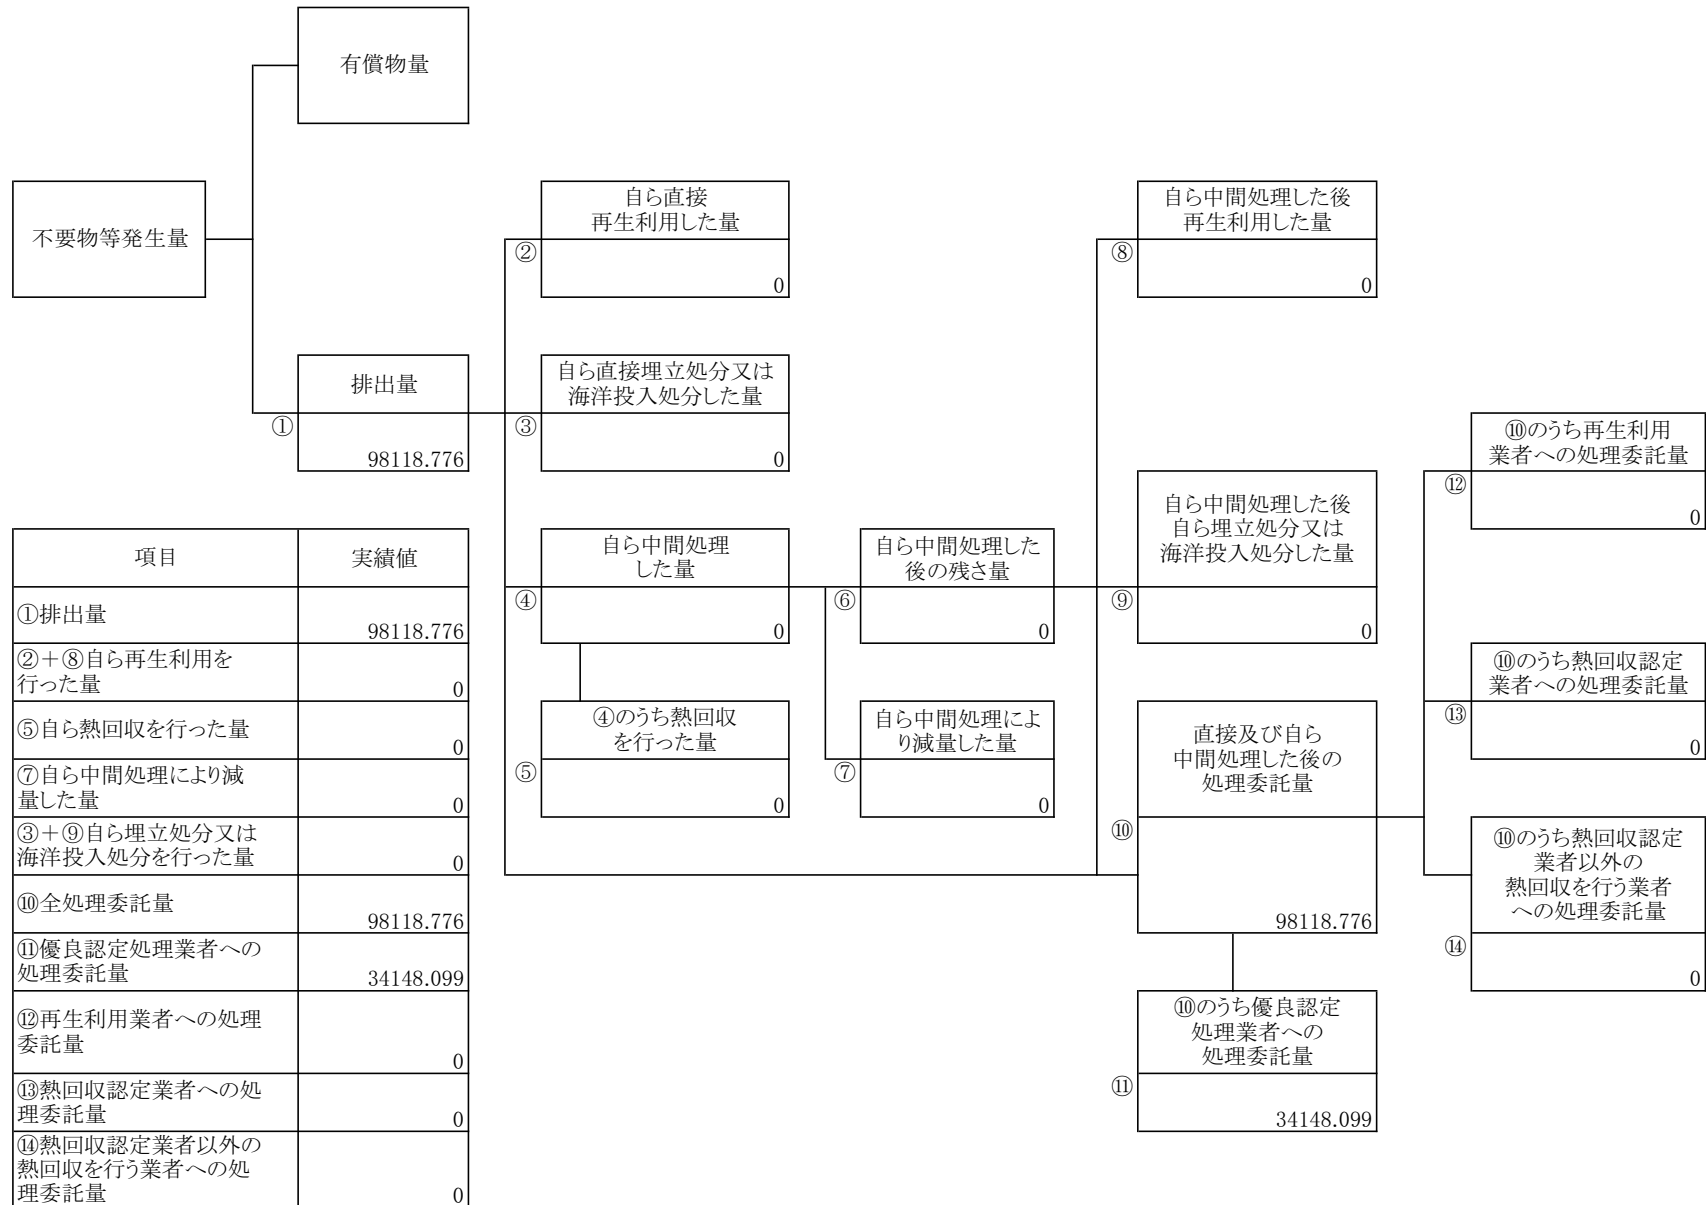 有償物量
不要物等発生量
自ら直接
再生利用した量
②
0
自ら中間処理した後
再生利用した量
⑧
0
排出量
①
98118.776
自ら直接埋立処分又は
海洋投入処分した量
③
0
⑩のうち再生利用
業者への処理委託量
⑫
0
自ら中間処理
した量
④
0
自ら中間処理した
後の残さ量
⑥
0
自ら中間処理した後
自ら埋立処分又は
海洋投入処分した量
⑨
0
⑩のうち熱回収認定
業者への処理委託量
⑬
0
④のうち熱回収
を行った量
⑤
0
自ら中間処理によ
り減量した量
⑦
0
直接及び自ら
中間処理した後の
処理委託量
⑩
98118.776
⑩のうち熱回収認定
業者以外の
熱回収を行う業者
への処理委託量
⑭
0
⑩のうち優良認定
処理業者への
処理委託量
⑪
34148.099
項目
実績値
①排出量
98118.776
②＋⑧自ら再生利用を
行った量
0
⑤自ら熱回収を行った量
0
⑦自ら中間処理により減
量した量
0
③＋⑨自ら埋立処分又は
海洋投入処分を行った量
0
⑩全処理委託量
98118.776
⑪優良認定処理業者への
処理委託量
34148.099
⑫再生利用業者への処理
委託量
0
⑬熱回収認定業者への処
理委託量
0
⑭熱回収認定業者以外の
熱回収を行う業者への処
理委託量
0